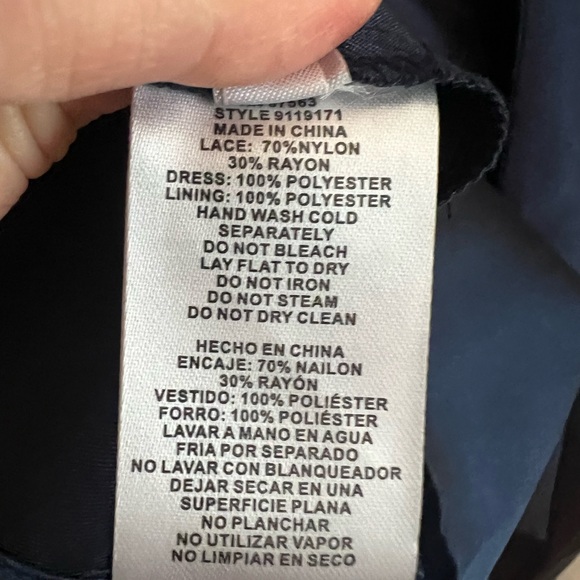 STYLE 9119171
MADE IN CHINA
LACE: 70%NYLON
30% RAYON
DRESS: 100% POLYESTER
LINING: 100% POLYESTER
HAND WASH COLD
SEPARATELY
DO NOT BLEACH
LAY FLAT TO DRY
DO NOT IRON
DO NOT STEAM
DO NOT DRY CLEAN
HECHO EN CHINA
ENCAJE: 70% NAILON
30% RAYÓN
VESTIDO: 100% POLIÉSTER
FORRO: 100% POLIÉSTER
LAVAR A MANO EN AGUA
FRIA POR SEPARADO
NO LAVAR CON BLANQUEADOR
DEJAR SECAR EN UNA
SUPERFICIE PLANA
NO PLANCHAR
NO UTILIZAR VAPOR
NO LIMPIAR EN SECO